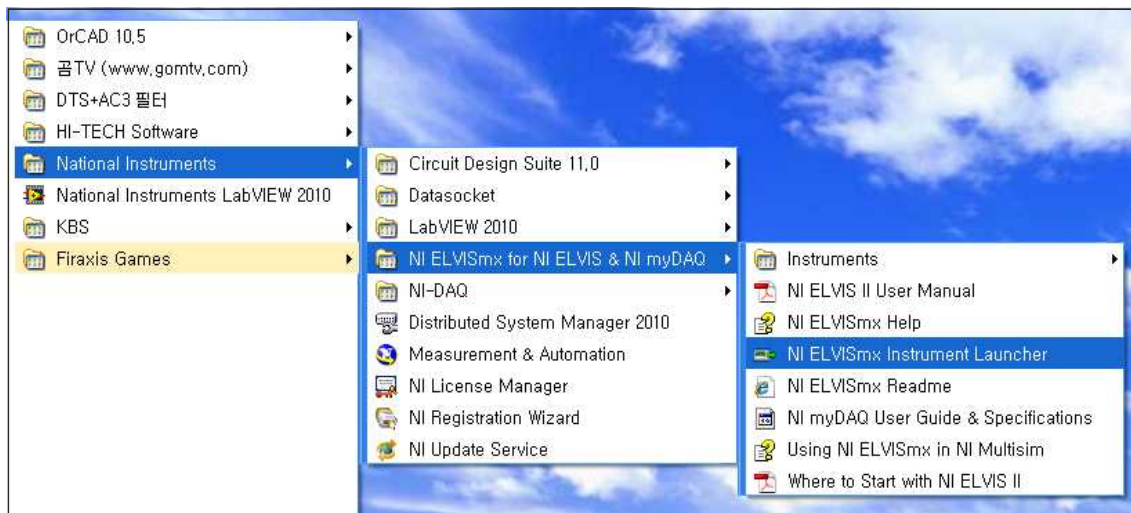 OrCAD 10,5
곰TV (www.gomtv.com)
DTS+AC3 필터
HI-TECH Software
National Instruments
National Instruments LabVIEW 2010
KBS
Firaxis Games
Circuit Design Suite 11,0
Datasocket
LabVIEW 2010
NI ELVISmx for NI ELVIS & NI myDAQ
NI-DAQ
Distributed System Manager 2010
Measurement & Automation
NI License Manager
NI Registration Wizard
NI Update Service
Instruments
NI ELVIS II User Manual
NI ELVISmx Help
NI ELVISmx Instrument Launcher
NI ELVISmx Readme
NI myDAQ User Guide & Specifications
Using NI ELVISmx in NI Multisim
Where to Start with NI ELVIS II